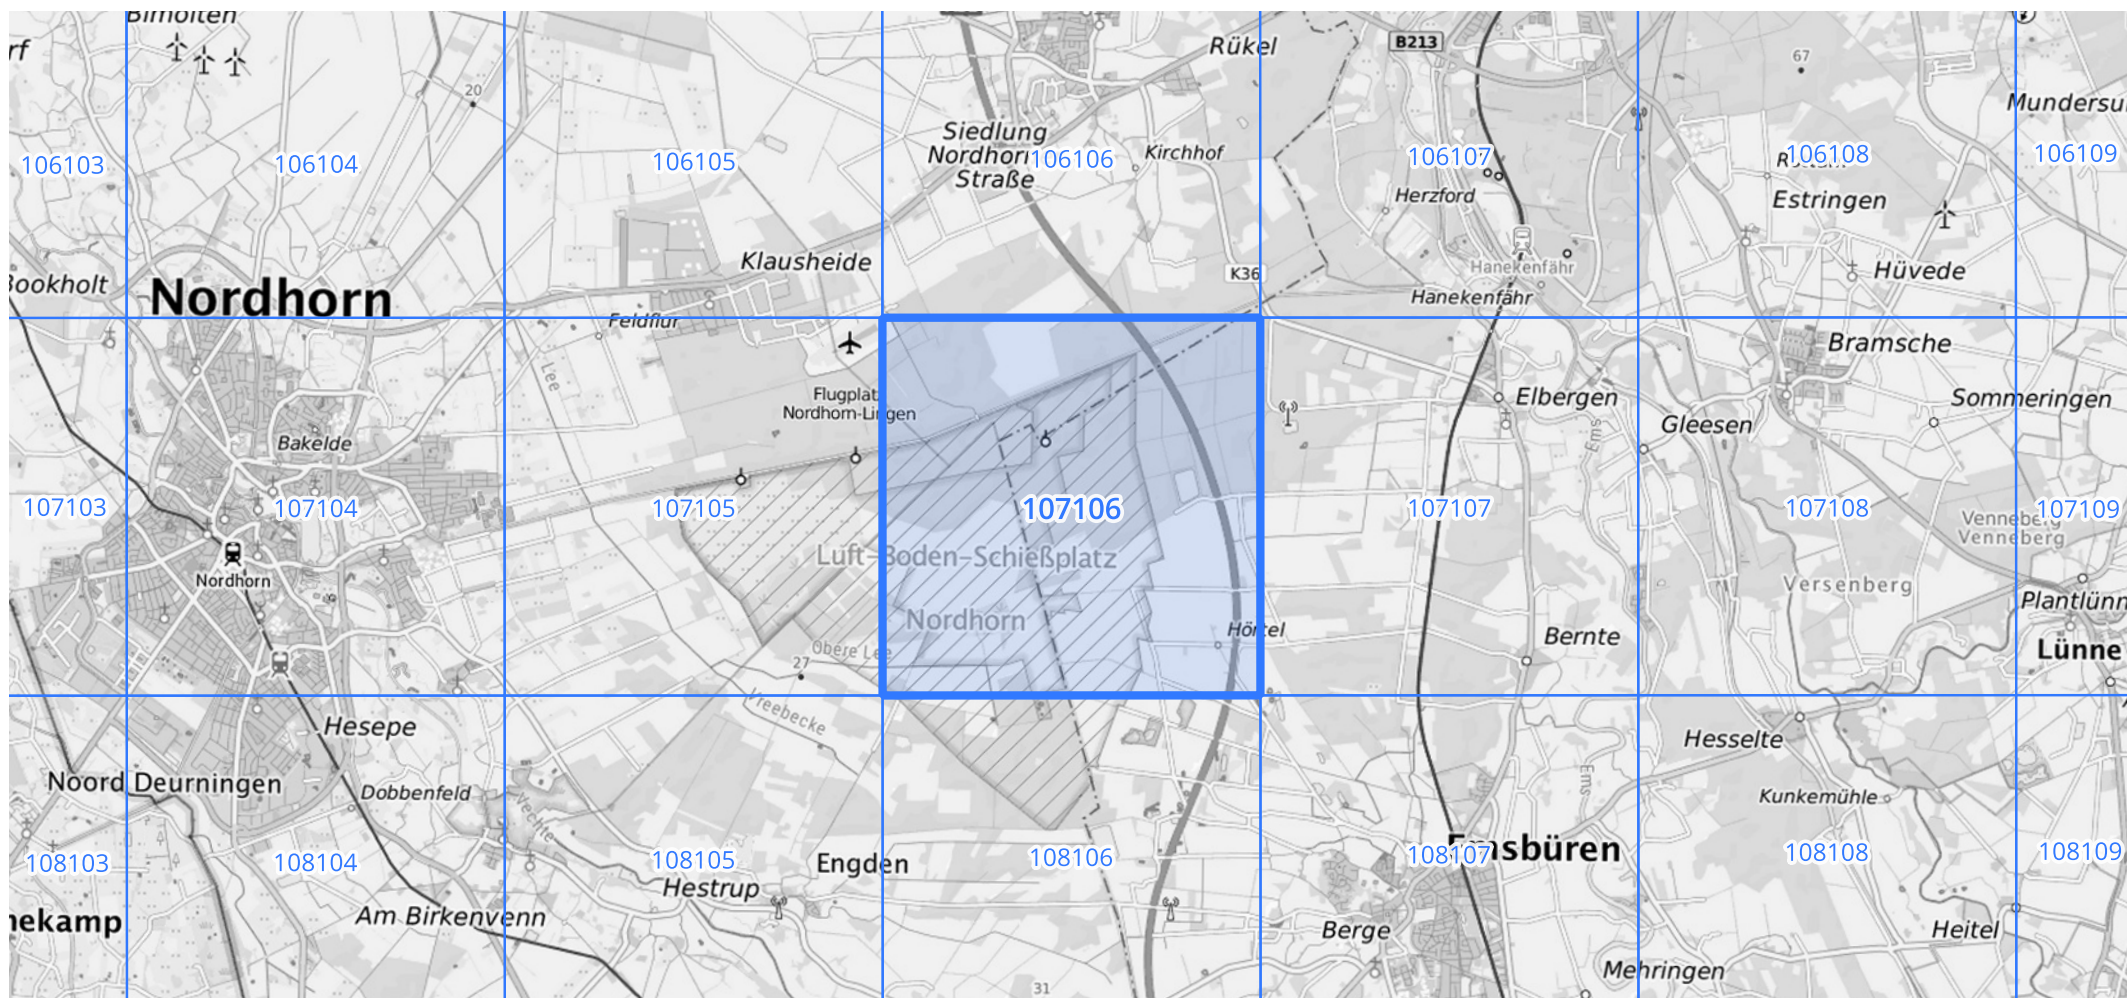 Bimolten
rf
20
Rükel
B213
67
Mundersu
Siedlung
Nordhorn
Straße
106103
106104
106105
106106
Kirchhof
106107
106108
106109
Herzford
Estringen
Bookholt
Nordhorn
Klausheide
K36
Hanekenfähr
Hanekenfähr
Hüvede
Feldflur
Bramsche
Lee
Flugplatz
Nordhorn-Lingen
Elbergen
Sommeringen
Bakelde
Ems
Gleesen
107103
107104
107105
107106
107107
107108
107109
Venneberg
Venneberg
Luft-Boden-Schießplatz
Nordhorn
Nordhorn
Versenberg
Plantlünn
Obere Lee
27
Hörtel
Bernte
Lünne
Vreebecke
Hesepe
Hesselte
Noord Deurningen
Dobbenfeld
Vechte
Ems
Kunkemühle
108103
108104
108105
Engden
108106
108107
Emsbüren
108108
108109
Hestrup
nekamp
Am Birkenvenn
Berge
Heitel
Mehringen
31